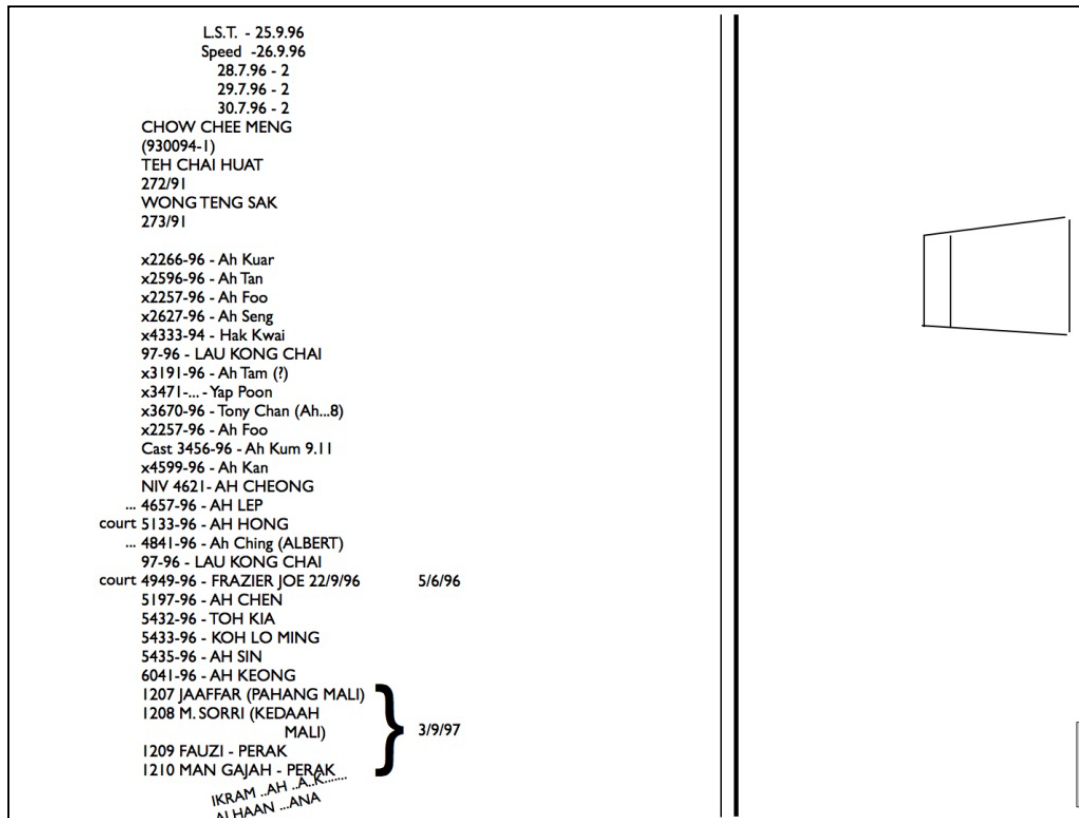 L.S.T. - 25.9.96
Speed -26.9.96
28.7.96 - 2
29.7.96 - 2
30.7.96 - 2
CHOW CHEE MENG
(930094-1)
TEH CHAI HUAT
272/91
WONG TENG SAK
273/91
x2266-96 - Ah Kuar
x2596-96 - Ah Tan
x2257-96 - Ah Foo
x2627-96 - Ah Seng
x4333-94 - Hak Kwai
97-96 - LAU KONG CHAI
x3191-96 - Ah Tam (?)
x3471-... - Yap Poon
x3670-96 - Tony Chan (Ah...8)
x2257-96 - Ah Foo
Cast 3456-96 - Ah Kum 9.11
x4599-96 - Ah Kan
NIV 4621- AH CHEONG
... 4657-96 - AH LEP
court 5133-96 - AH HONG
... 4841-96 - Ah Ching (ALBERT)
97-96 - LAU KONG CHAI
court 4949-96 - FRAZIER JOE 22/9/96 5/6/96
5197-96 - AH CHEN
5432-96 - TOH KIA
5433-96 - KOH LO MING
5435-96 - AH SIN
6041-96 - AH KEONG
1207 JAAFFAR (PAHANG MALI)
1208 M. SORRI (KEDAAH
MALI) } 3/9/97
1209 FAUZI - PERAK
1210 MAN GAJAH - PERAK
IKRAM ..AH ..A..K.......
ALHAAN ...ANA